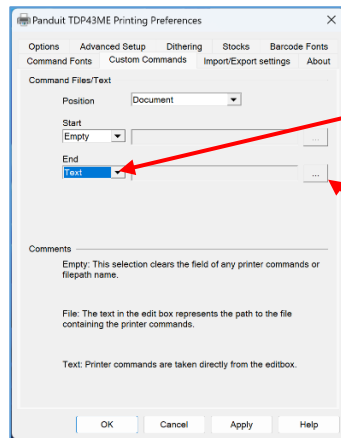 Panduit TDP43ME Printing Preferences
Options Advanced Setup Dithering Stocks Barcode Fonts
Command Fonts Custom Commands Import/Export settings About
Command Files/Text
Position Document
Start
Empty ...
End
Text ...
Comments
Empty: This selection clears the field of any printer commands or
filepath name.
File: The text in the edit box represents the path to the file
containing the printer commands.
Text: Printer commands are taken directly from the editbox.
OK Cancel Apply Help